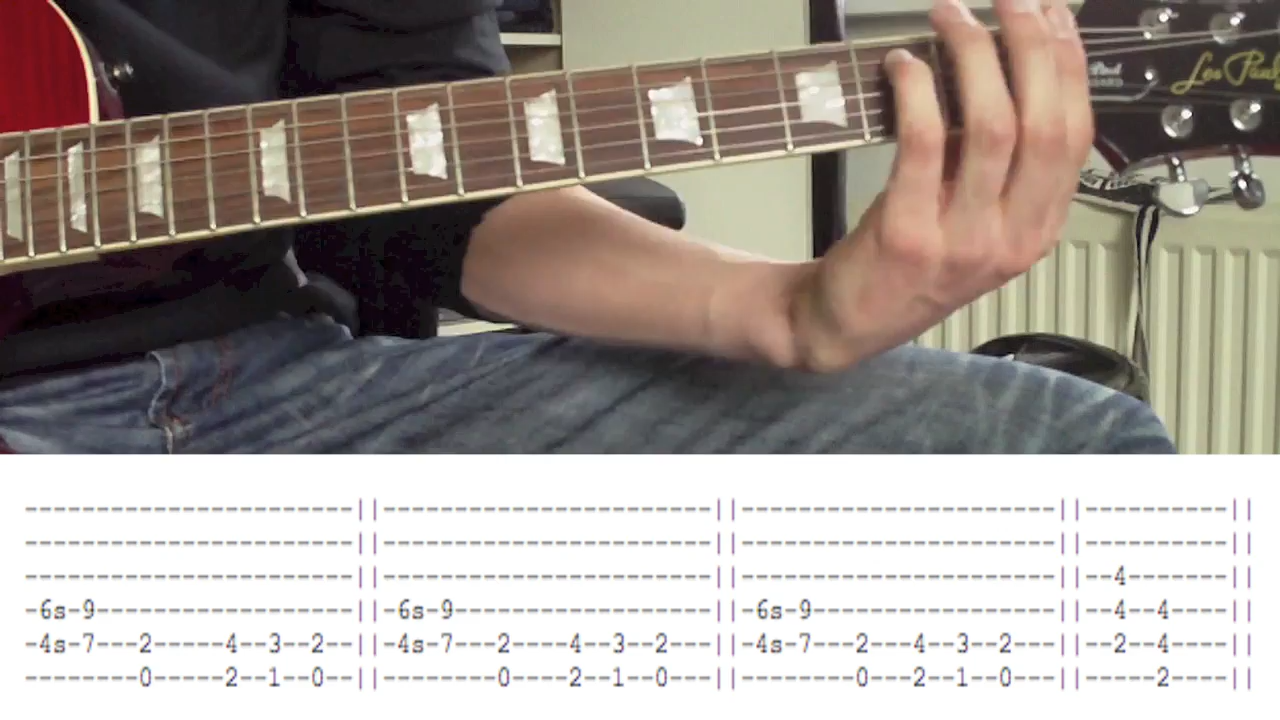 -----------------------||-----------------------||----------------------||----------||
-----------------------||-----------------------||----------------------||----------||
-----------------------||-----------------------||----------------------||--4-------||
-6s-9------------------||-6s-9------------------||-6s-9-----------------||--4--4----||
-4s-7---2-----4--3--2--||-4s-7---2----4--3--2---||-4s-7---2---4--3--2---||--2--4----||
--------0-----2--1--0--||--------0----2--1--0---||--------0---2--1--0---||-----2----||
Les Paul